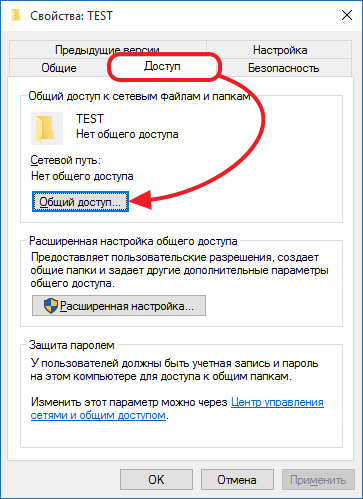 Свойства: TEST
Предыдущие версии
Настройка
Общие
Доступ
Безопасность
Общий доступ к сетевым файлам и папкам
TEST
Нет общего доступа
Сетевой путь:
Нет общего доступа
Общий доступ...
Расширенная настройка общего доступа
Предоставляет пользовательские разрешения, создает
общие папки и задает другие дополнительные параметры
общего доступа.
Расширенная настройка...
Защита паролем
У пользователей должны быть учетная запись и пароль
на этом компьютере для доступа к общим папкам.
Изменить этот параметр можно через Центр управления
сетями и общим доступом.
OK
Отмена
Применить